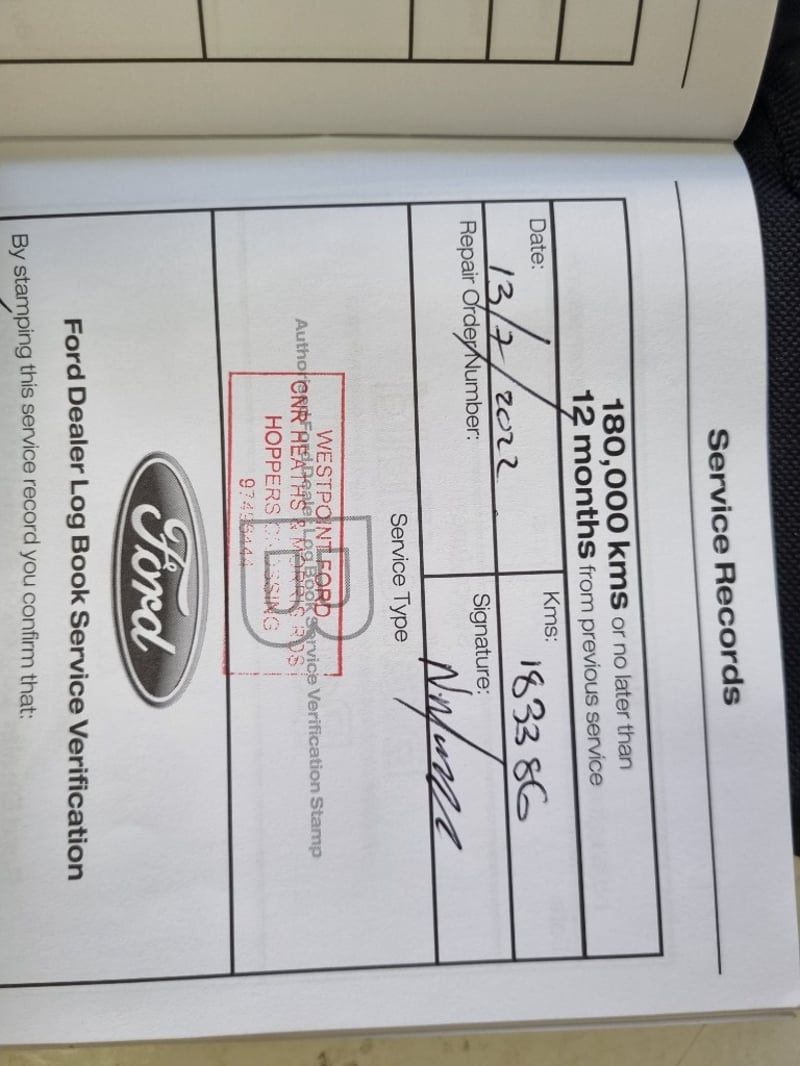 Service Records
180,000 kms or no later than
12 months from previous service
Date: 13/7/2022
Kms: 183386
Repair Order Number:
Signature:
Service Type
B
WESTPOINT FORD
Authorised Ford Dealer Log Book Service Verification Stamp
CNR HEATHS & MORRIS RDS
HOPPERS CROSSING
Ford
Ford Dealer Log Book Service Verification
By stamping this service record you confirm that: